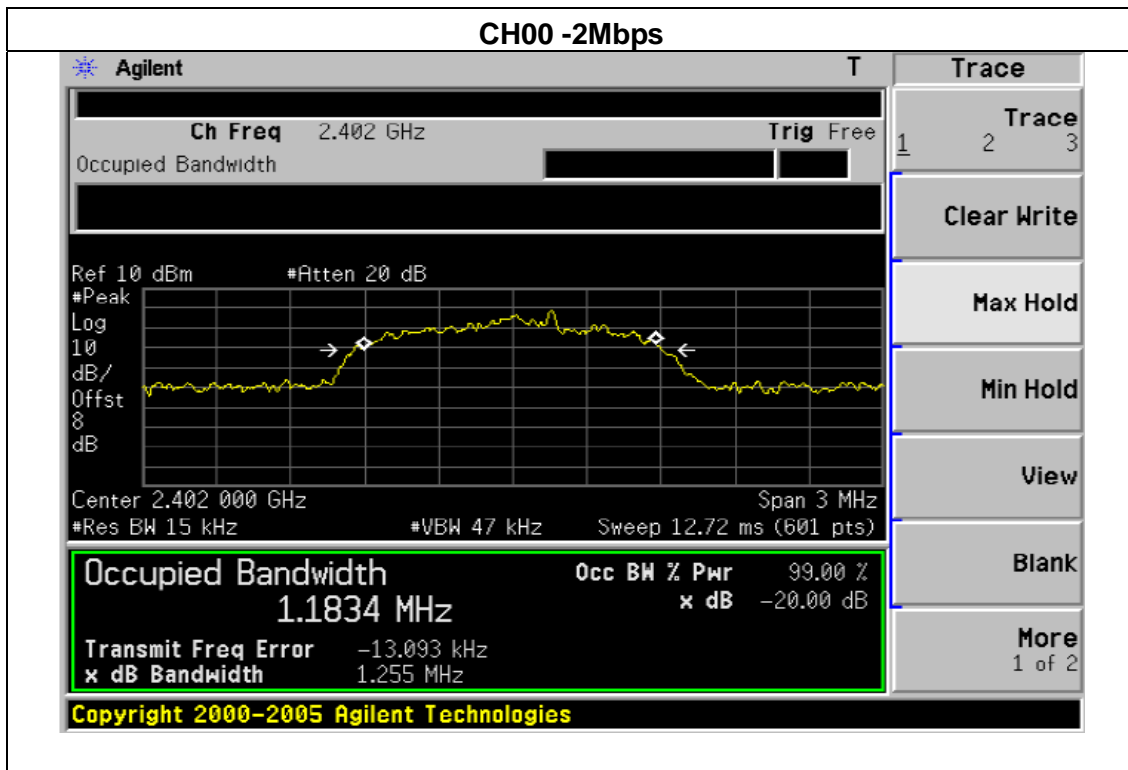 CH00 -2Mbps
Agilent T Trace
Ch Freq 2.402 GHz Trig Free
Occupied Bandwidth
Trace
1 2 3
Clear Write
Max Hold
Min Hold
View
Blank
More
1 of 2
Ref 10 dBm #Atten 20 dB
#Peak
Log
10
dB/
Offst
8
dB
Center 2.402 000 GHz Span 3 MHz
#Res BW 15 kHz #VBW 47 kHz Sweep 12.72 ms (601 pts)
Occupied Bandwidth Occ BW % Pwr 99.00 %
1.1834 MHz x dB -20.00 dB
Transmit Freq Error -13.093 kHz
x dB Bandwidth 1.255 MHz
Copyright 2000-2005 Agilent Technologies